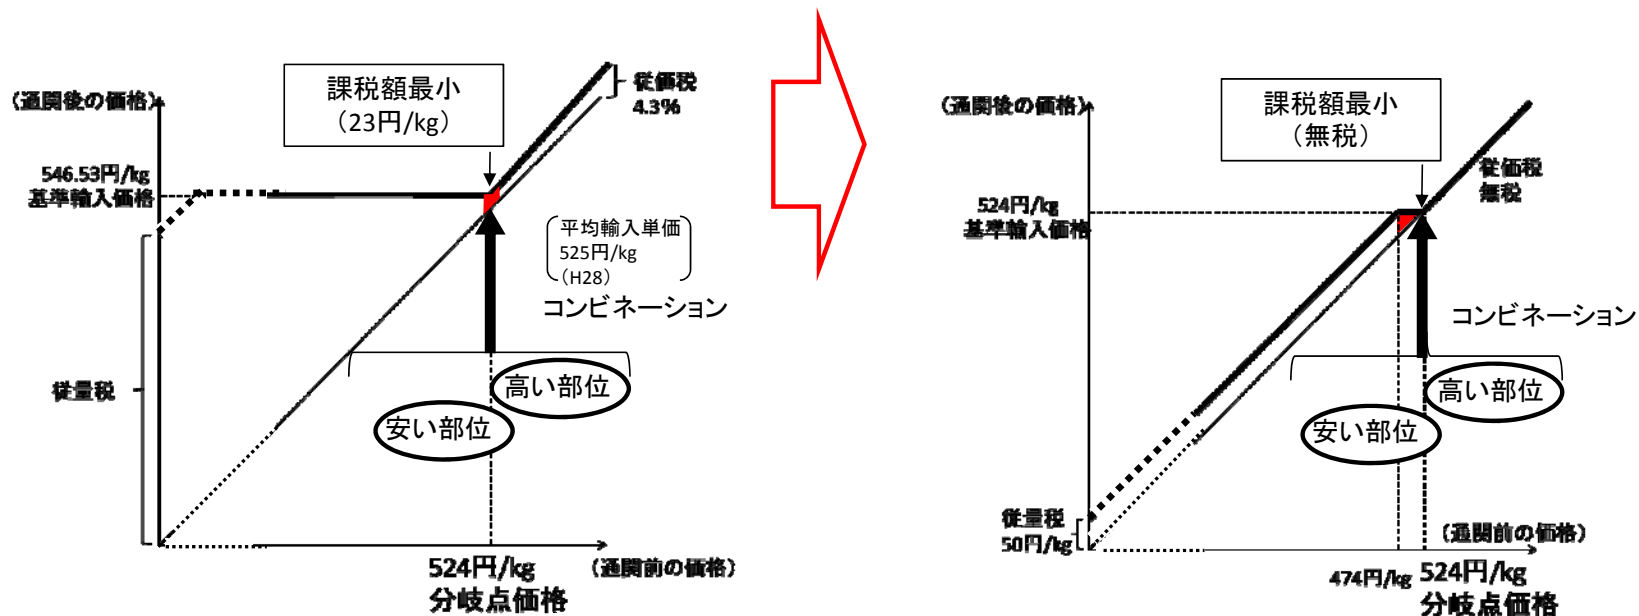 課税額最小
（23円/kg）
従価税
4.3%
（通関後の価格）
546.53円/kg
基準輸入価格
平均輸入単価
525円/kg
（H28）
コンビネーション
従量税
高い部位
安い部位
524円/kg
分岐点価格
（通関前の価格）
課税額最小
（無税）
（通関後の価格）
従価税
無税
524円/kg
基準輸入価格
コンビネーション
高い部位
安い部位
従量税
50円/kg
（通関前の価格）
474円/kg
524円/kg
分岐点価格